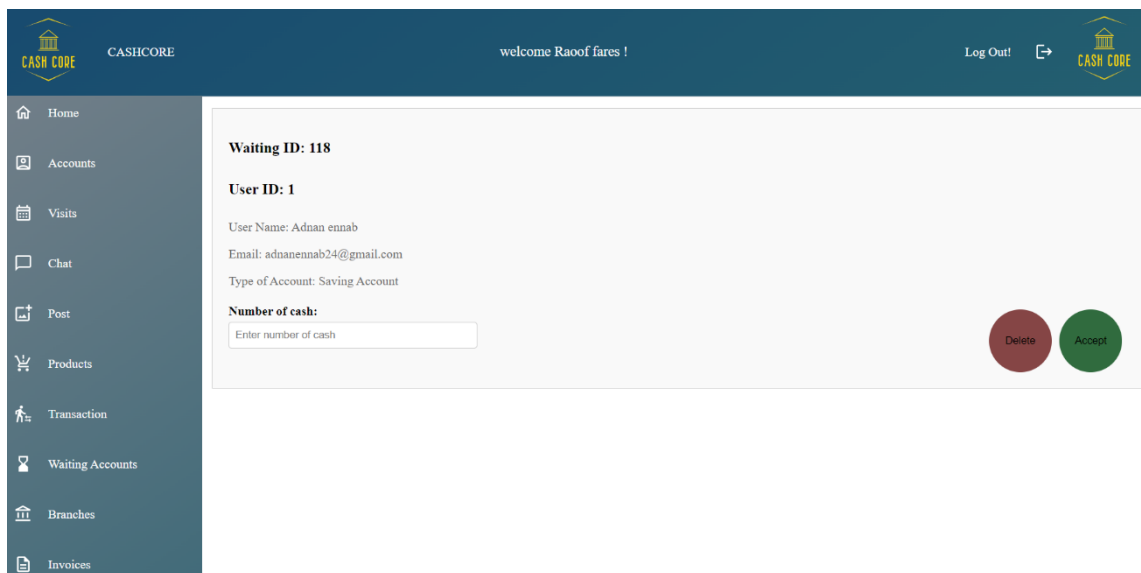 CASH CORE
CASHCORE
welcome Raoof fares !
Log Out!
CASH CORE
Home
Accounts
Visits
Chat
Post
Products
Transaction
Waiting Accounts
Branches
Invoices
Waiting ID: 118
User ID: 1
User Name: Adnan ennab
Email: adnanennab24@gmail.com
Type of Account: Saving Account
Number of cash:
Enter number of cash
Delete
Accept